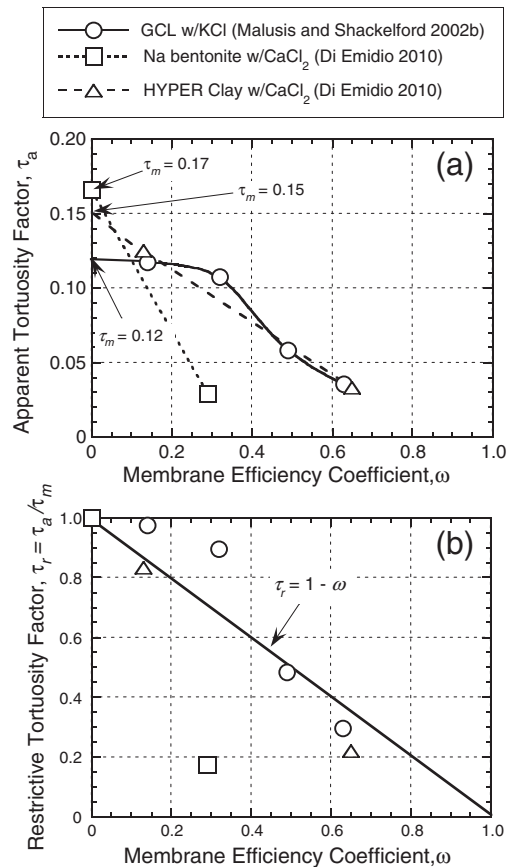 GCL w/KCl (Malusis and Shackelford 2002b)
Na bentonite w/CaCl₂ (Di Emidio 2010)
HYPER Clay w/CaCl₂ (Di Emidio 2010)
(a)
Apparent Tortuosity Factor, τₐ
0.20
0.15
0.10
0.05
0
τₘ = 0.17
τₘ = 0.15
τₘ = 0.12
0 0.2 0.4 0.6 0.8 1.0
Membrane Efficiency Coefficient,ω
(b)
Restrictive Tortuosity Factor, τᵣ = τₐ/τₘ
1.0
0.8
0.6
0.4
0.2
0
τᵣ = 1 - ω
0 0.2 0.4 0.6 0.8 1.0
Membrane Efficiency Coefficient,ω